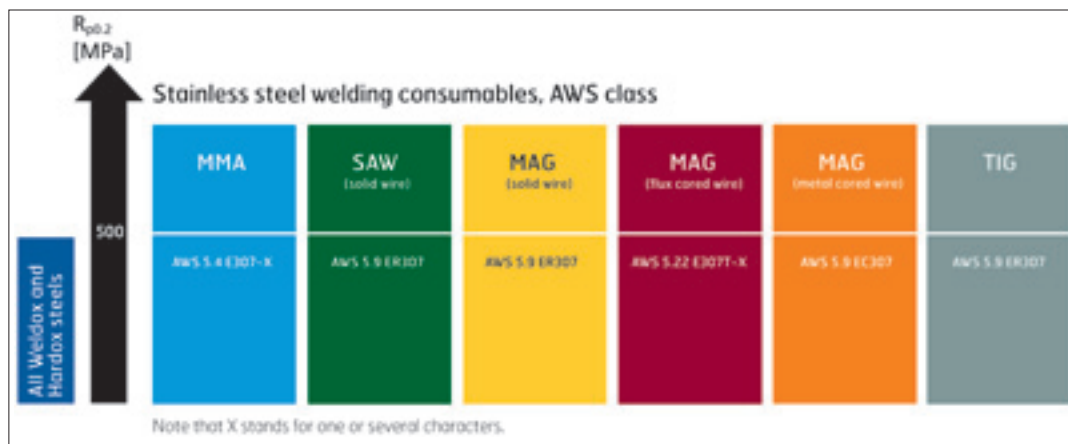 Rp0.2
[MPa]
Stainless steel welding consumables, AWS class
MMA
SAW
(solid wire)
MAG
(solid wire)
MAG
(flux cored wire)
MAG
(metal cored wire)
TIG
500
AWS 5.4 E307-X
AWS 5.9 ER307
AWS 5.9 ER307
AWS 5.22 E307T-X
AWS 5.9 EC307
AWS 5.9 ER307
All Weldox and
Hardox steels
Note that X stands for one or several characters.